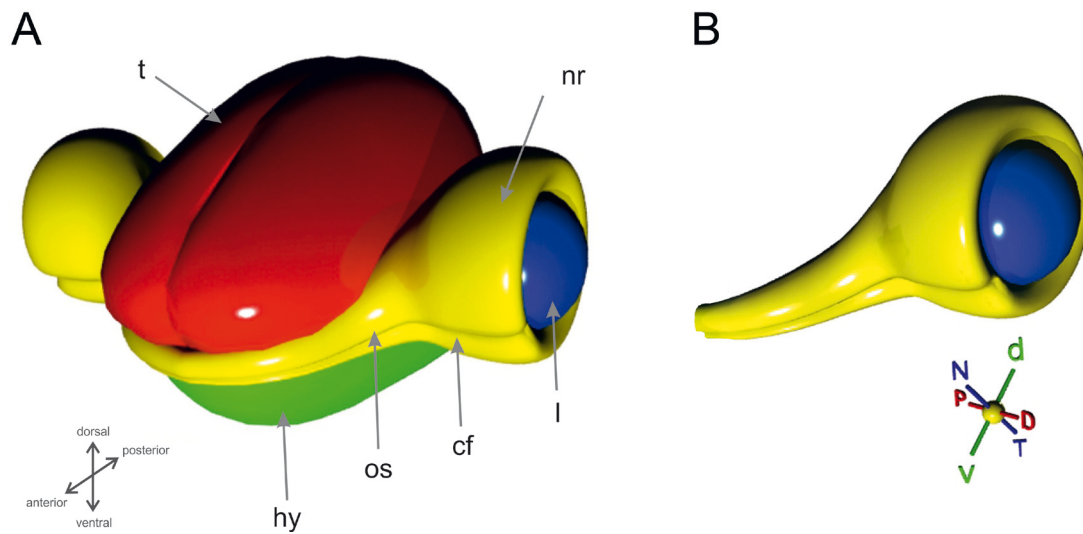 A
B
t
nr
l
cf
os
hy
dorsal
posterior
anterior
ventral
d
N
P
D
T
V